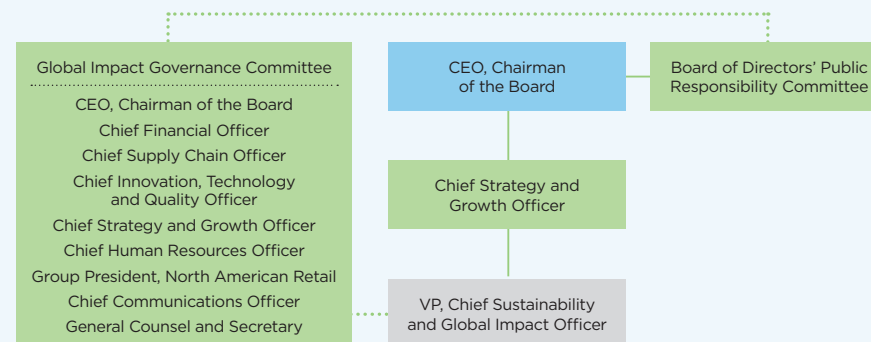 Global Impact Governance Committee
CEO, Chairman of the Board
Chief Financial Officer
Chief Supply Chain Officer
Chief Innovation, Technology
and Quality Officer
Chief Strategy and Growth Officer
Chief Human Resources Officer
Group President, North American Retail
Chief Communications Officer
General Counsel and Secretary
CEO, Chairman
of the Board
Chief Strategy and
Growth Officer
VP, Chief Sustainability
and Global Impact Officer
Board of Directors’ Public
Responsibility Committee